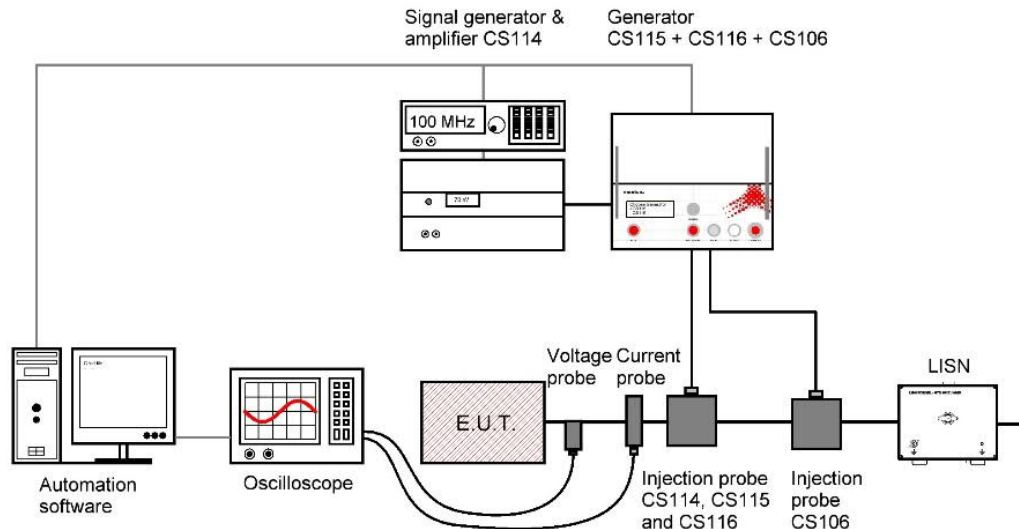 Signal generator &
amplifier CS114
Generator
CS115 + CS116 + CS106
100 MHz
Voltage
probe
Current
probe
LISN
E.U.T.
Automation
software
Oscilloscope
Injection probe
CS114, CS115
and CS116
Injection
probe
CS106